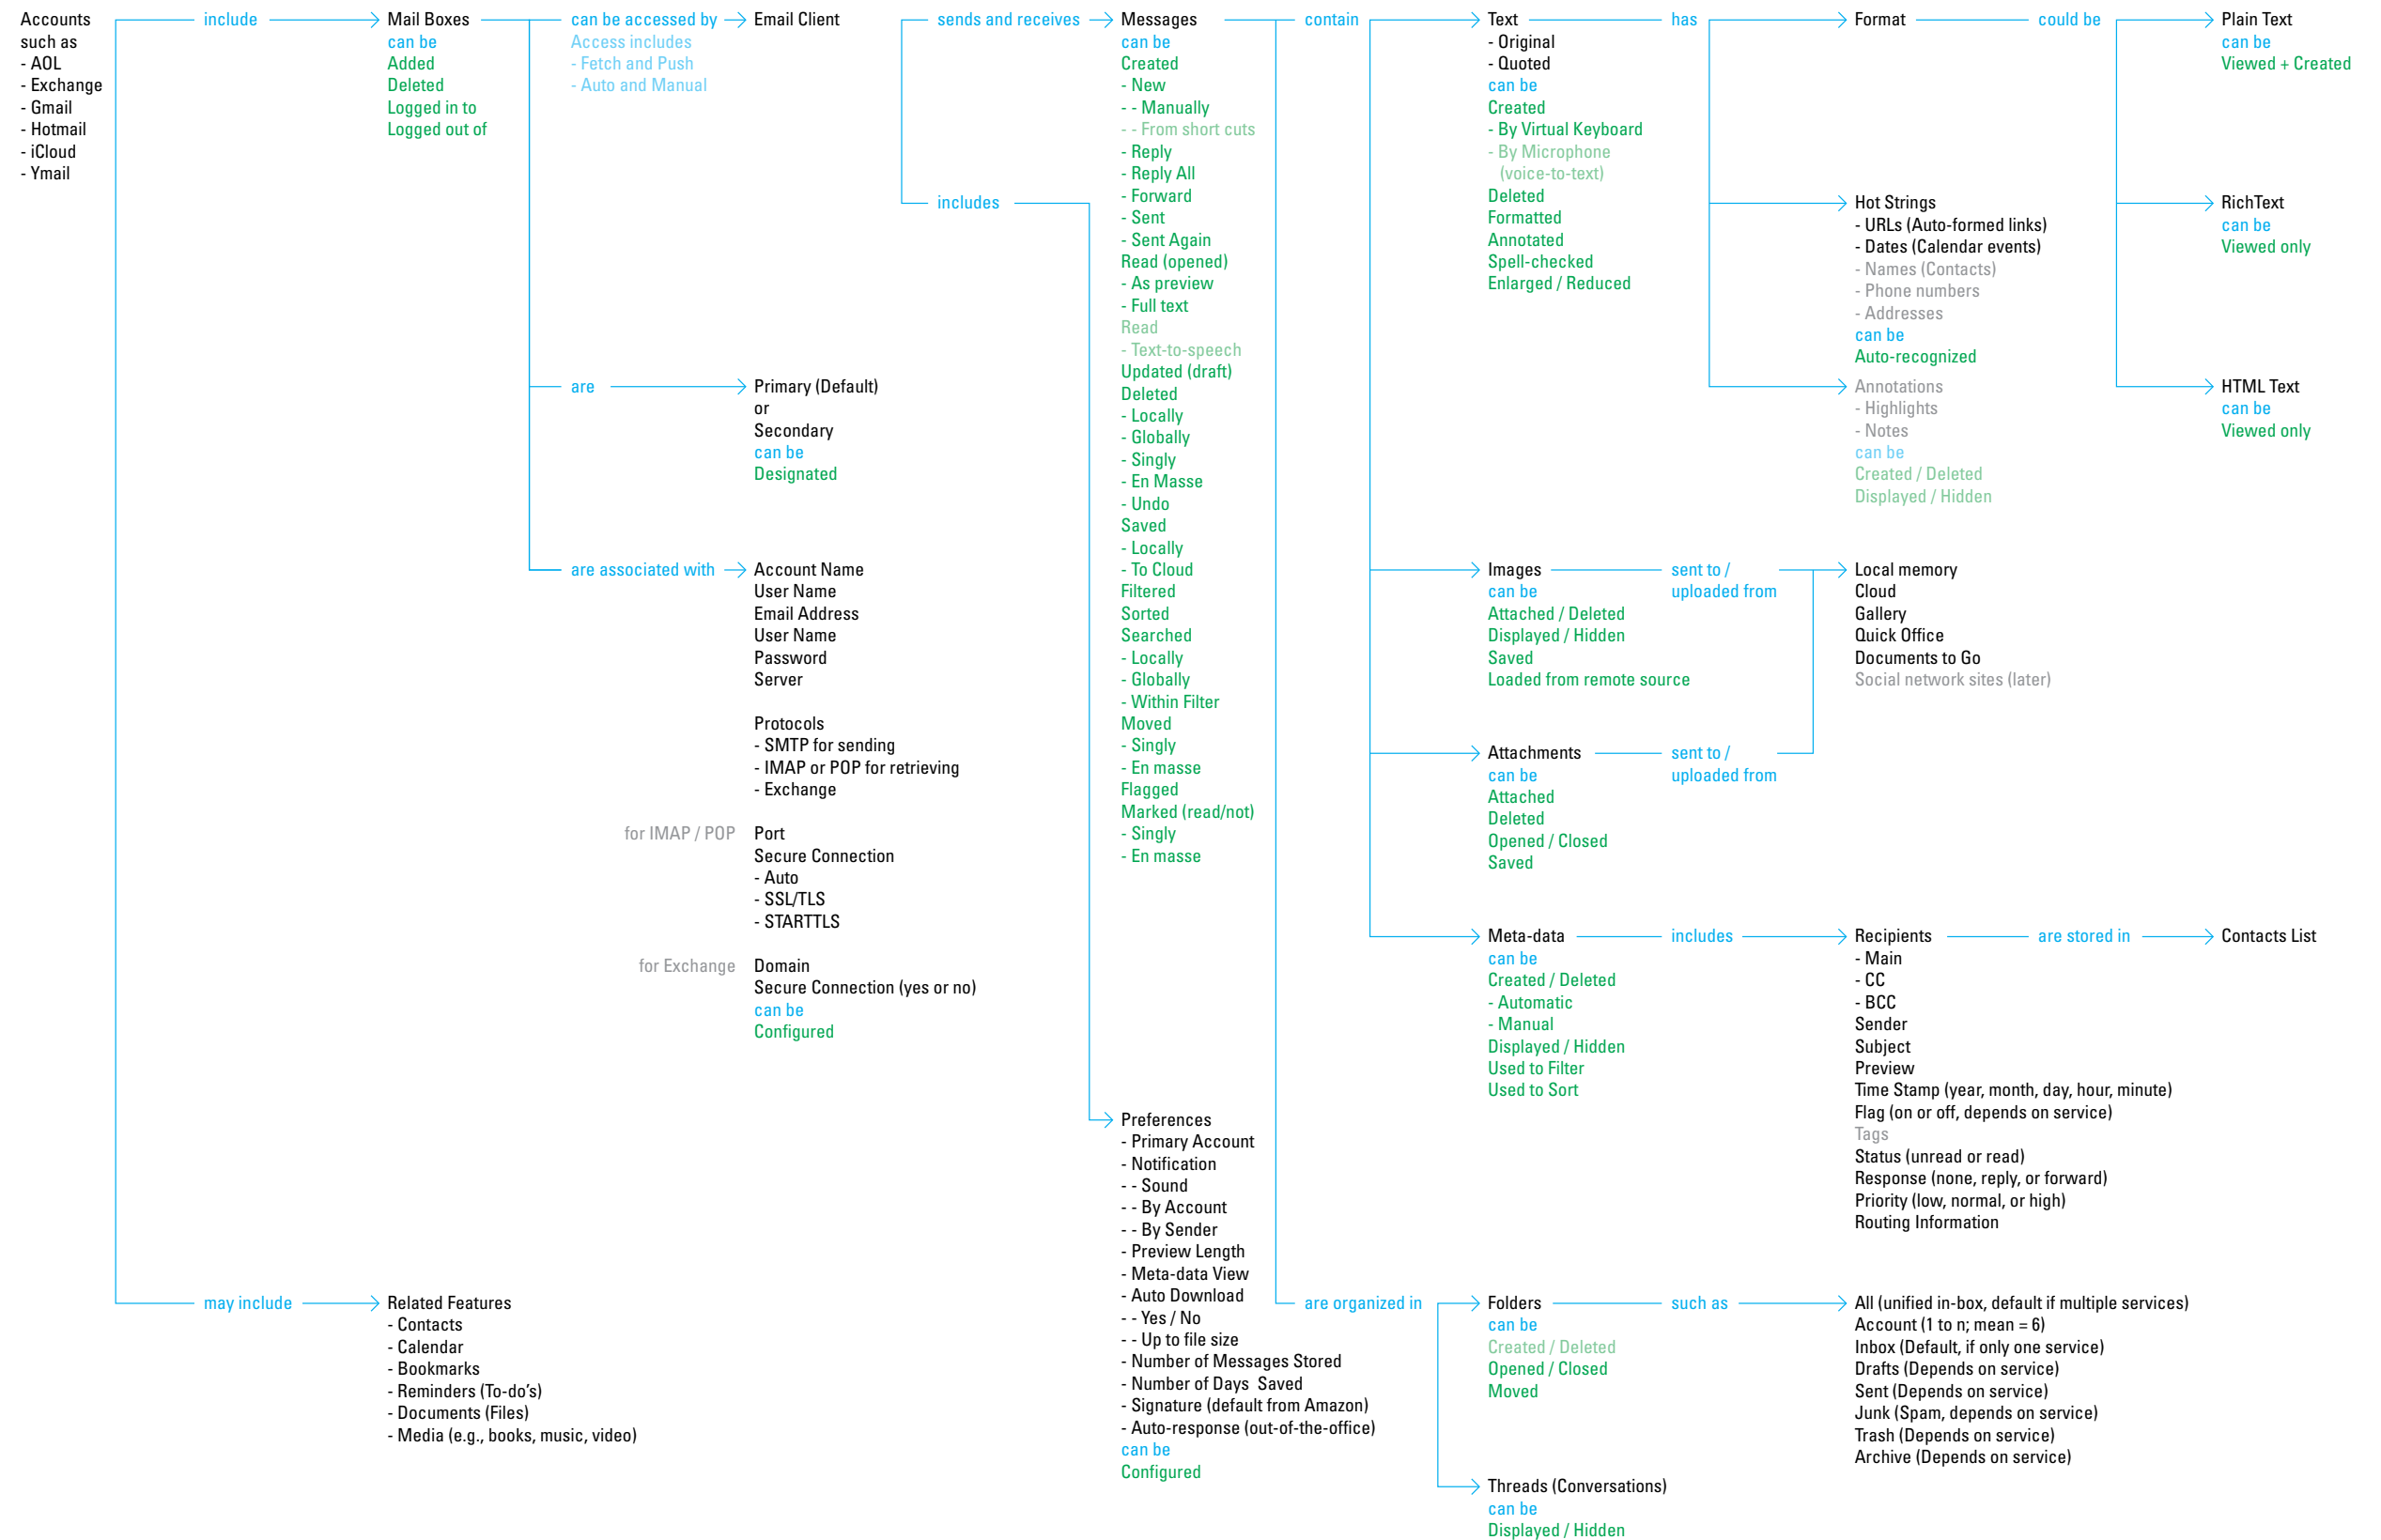 Accounts
such as
- AOL
- Exchange
- Gmail
- Hotmail
- iCloud
- Ymail
include
Mail Boxes
can be
Added
Deleted
Logged in to
Logged out of
may include
Related Features
- Contacts
- Calendar
- Bookmarks
- Reminders (To-do's)
- Documents (Files)
- Media (e.g., books, music, video)
can be accessed by
Access includes
- Fetch and Push
- Auto and Manual
Email Client
are
Primary (Default)
or
Secondary
can be
Designated
are associated with
Account Name
User Name
Email Address
User Name
Password
Server
Protocols
- SMTP for sending
- IMAP or POP for retrieving
- Exchange
for IMAP / POP
Port
Secure Connection
- Auto
- SSL/TLS
- STARTTLS
for Exchange
Domain
Secure Connection (yes or no)
can be
Configured
sends and receives
Messages
can be
Created
- New
- - Manually
- - From short cuts
- Reply
- Reply All
- Forward
- Sent
- Sent Again
Read (opened)
- As preview
- Full text
Read
- Text-to-speech
Updated (draft)
Deleted
- Locally
- Globally
- Singly
- En Masse
- Undo
Saved
- Locally
- To Cloud
Filtered
Sorted
Searched
- Locally
- Globally
- Within Filter
Moved
- Singly
- En masse
Flagged
Marked (read/not)
- Singly
- En masse
includes
Preferences
- Primary Account
- Notification
- - Sound
- - By Account
- - By Sender
- Preview Length
- Meta-data View
- Auto Download
- - Yes / No
- - Up to file size
- Number of Messages Stored
- Number of Days  Saved
- Signature (default from Amazon)
- Auto-response (out-of-the-office)
can be
Configured
contain
Text
- Original
- Quoted
can be
Created
- By Virtual Keyboard
- By Microphone
(voice-to-text)
Deleted
Formatted
Annotated
Spell-checked
Enlarged / Reduced
has
Format
could be
Plain Text
can be
Viewed + Created
RichText
can be
Viewed only
HTML Text
can be
Viewed only
Hot Strings
- URLs (Auto-formed links)
- Dates (Calendar events)
- Names (Contacts)
- Phone numbers
- Addresses
can be
Auto-recognized
Annotations
- Highlights
- Notes
can be
Created / Deleted
Displayed / Hidden
Images
can be
Attached / Deleted
Displayed / Hidden
Saved
Loaded from remote source
sent to /
uploaded from
Local memory
Cloud
Gallery
Quick Office
Documents to Go
Social network sites (later)
Attachments
can be
Attached
Deleted
Opened / Closed
Saved
sent to /
uploaded from
Meta-data
can be
Created / Deleted
- Automatic
- Manual
Displayed / Hidden
Used to Filter
Used to Sort
includes
Recipients
- Main
- CC
- BCC
Sender
Subject
Preview
Time Stamp (year, month, day, hour, minute)
Flag (on or off, depends on service)
Tags
Status (unread or read)
Response (none, reply, or forward)
Priority (low, normal, or high)
Routing Information
are stored in
Contacts List
are organized in
Folders
can be
Created / Deleted
Opened / Closed
Moved
such as
All (unified in-box, default if multiple services)
Account (1 to n; mean = 6)
Inbox (Default, if only one service)
Drafts (Depends on service)
Sent (Depends on service)
Junk (Spam, depends on service)
Trash (Depends on service)
Archive (Depends on service)
Threads (Conversations)
can be
Displayed / Hidden